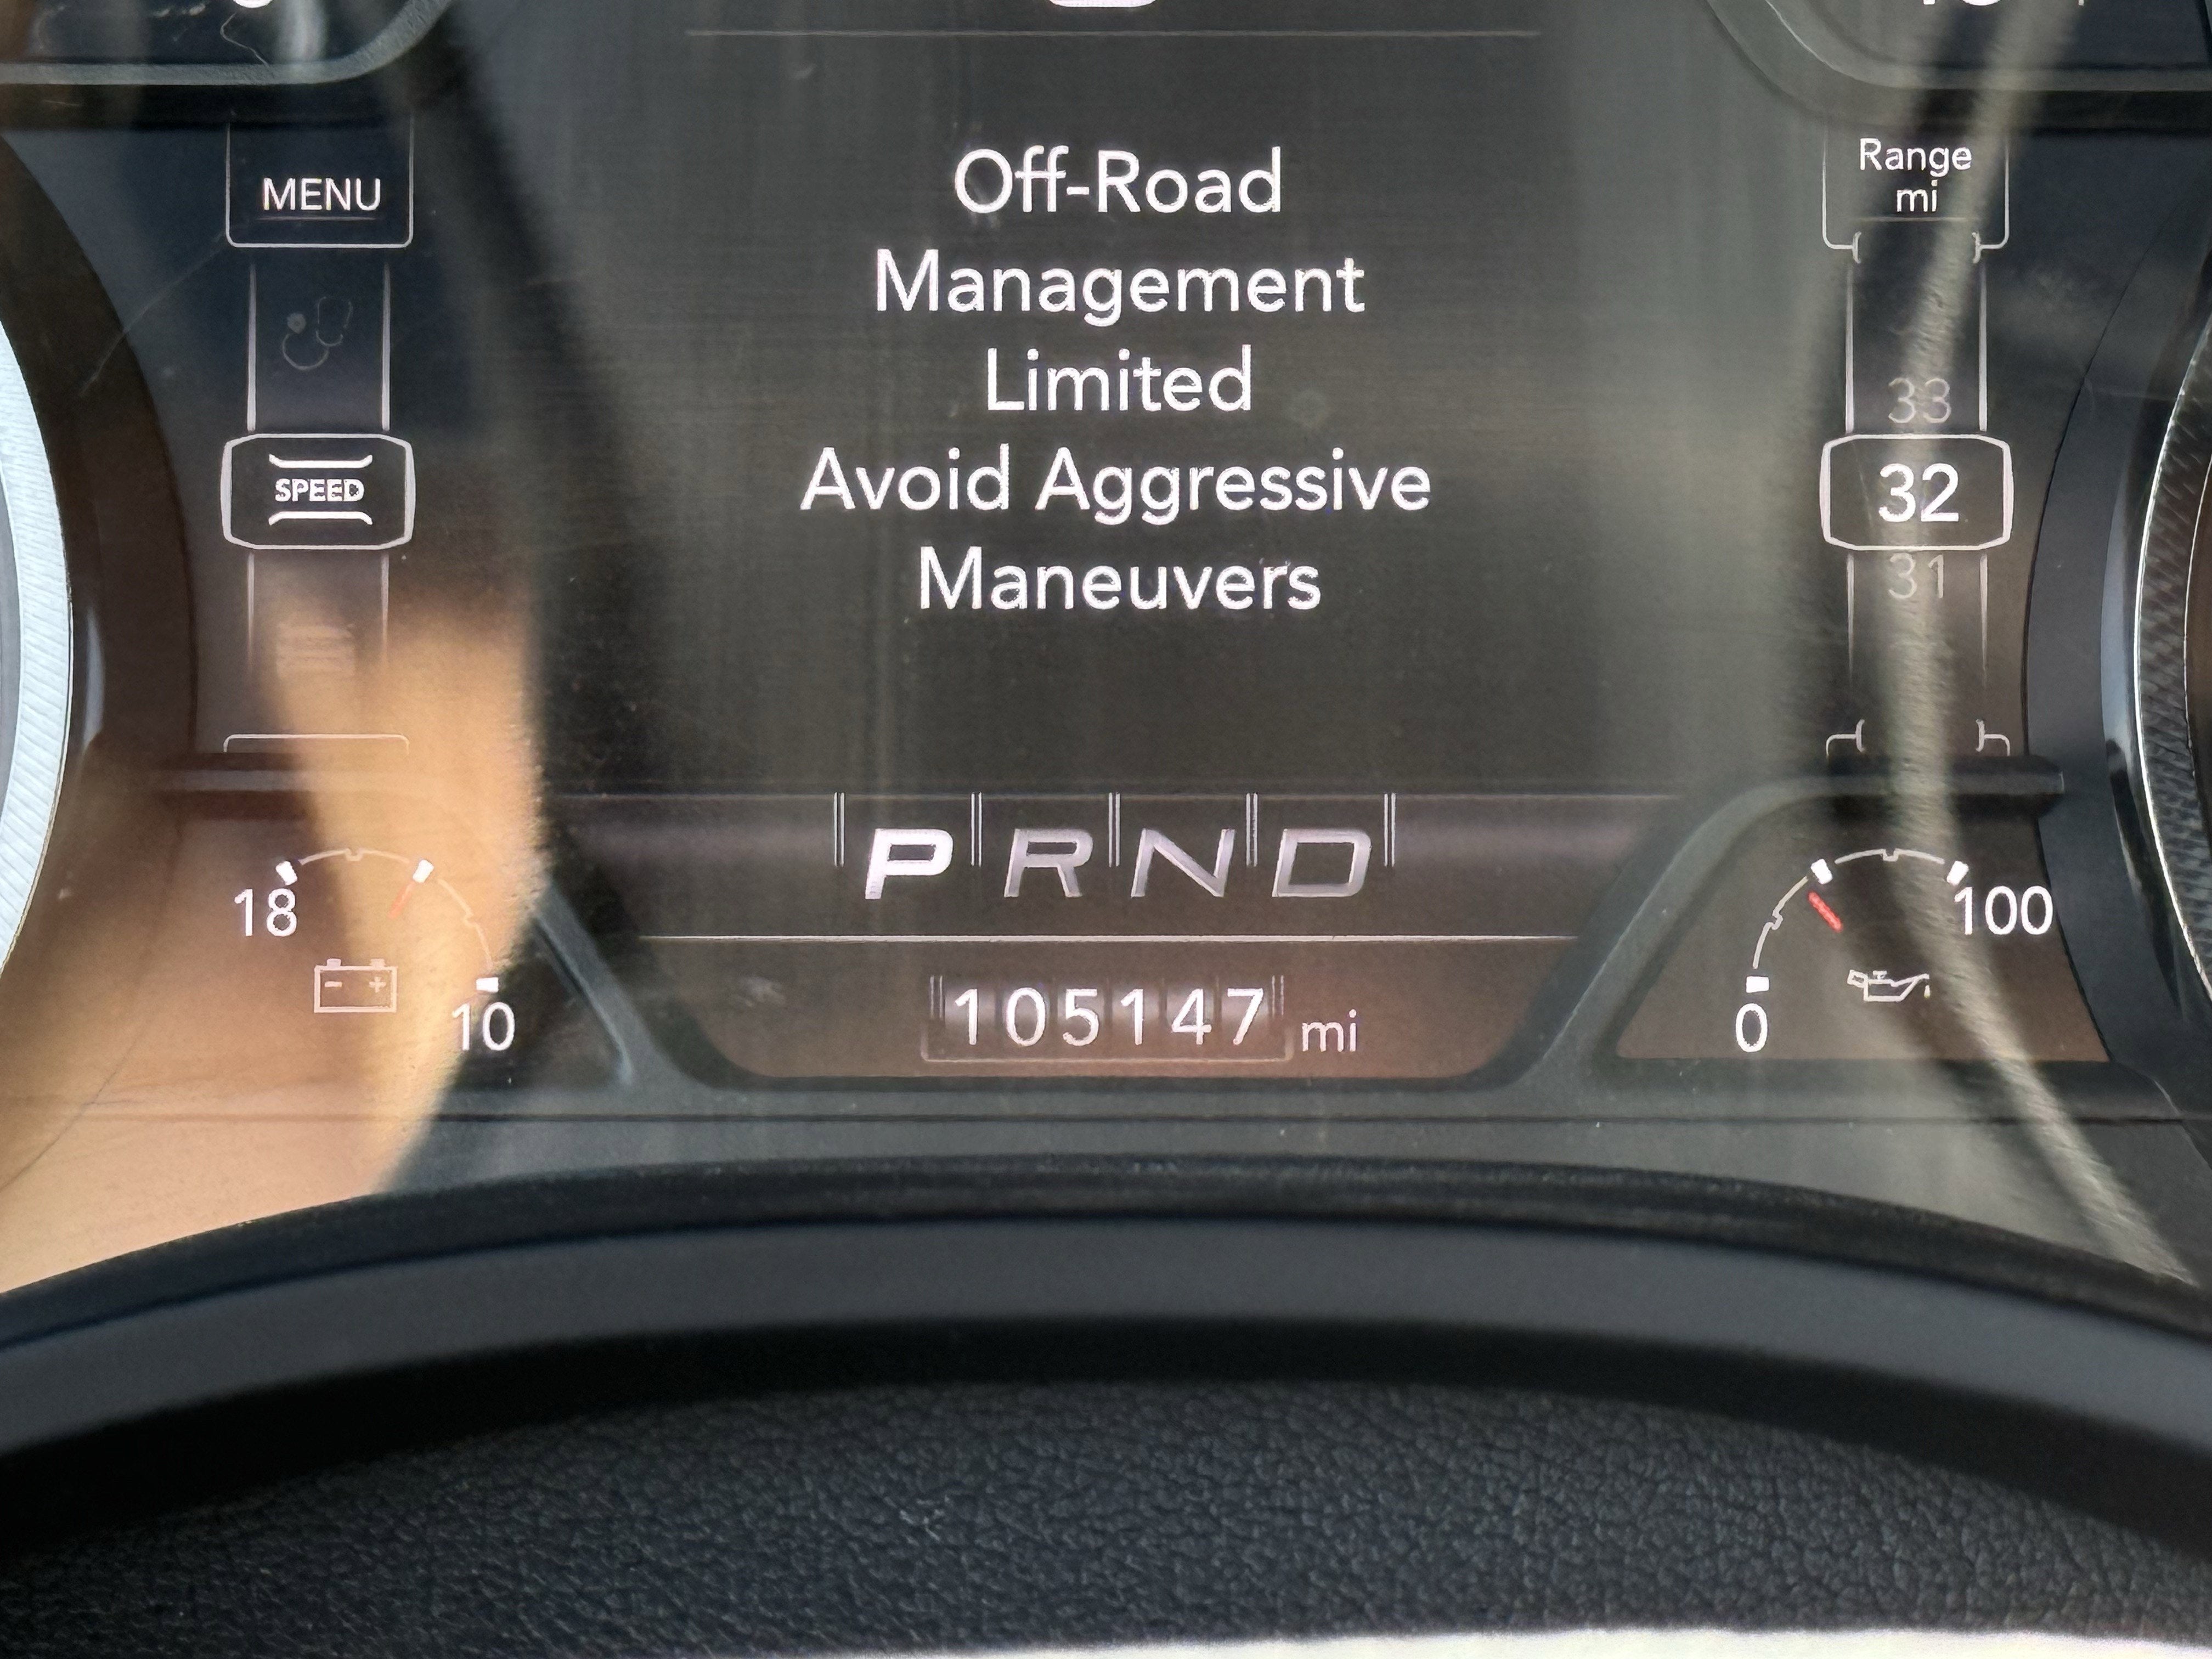 MENU
Off-Road
Management
Limited
Avoid Aggressive
Maneuvers
Range
mi
33
32
31
SPEED
P R N D
18
10
105147 mi
0
100